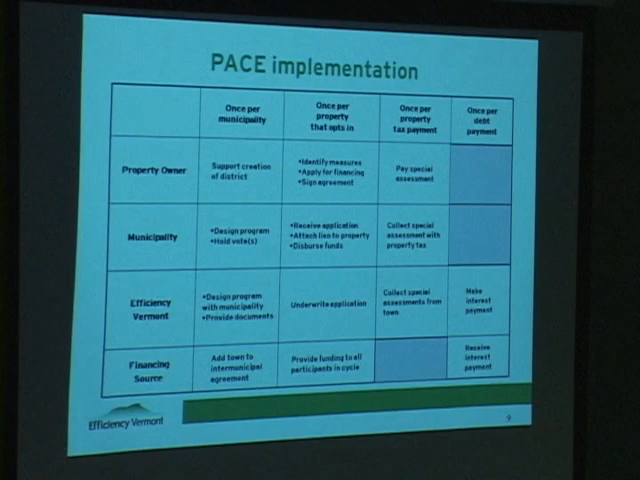 PACE implementation
Once per
municipality
Once per
property
that opts in
Once per
property
tax payment
Once per
debt
payment
Property Owner
Support creation
of district
•Identify measures
•Apply for financing
•Sign agreement
Pay special
assessment
Municipality
•Design program
•Hold vote(s)
•Receive application
•Attach lien to property
•Disburse funds
Collect special
assessment with
property tax
Efficiency
Vermont
•Design program
with municipality
•Provide documents
Underwrite application
Collect special
assessments from
town
Make
interest
payment
Financing
Source
Add town to
intermunicipal
agreement
Provide funding to all
participants in cycle
Receive
interest
payment
Efficiency Vermont
9